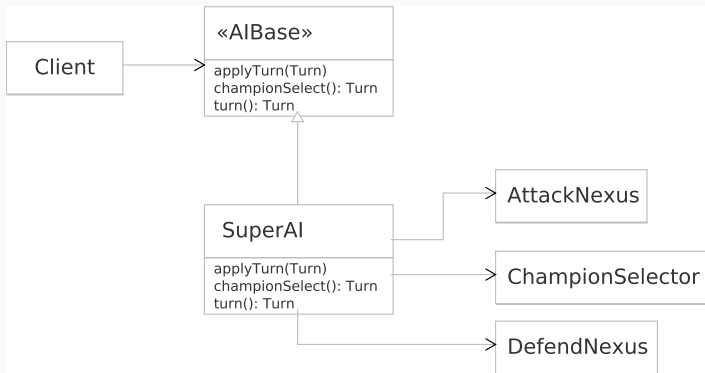 «AIBase»
Client
applyTurn(Turn)
championSelect(): Turn
turn(): Turn
AttackNexus
SuperAI
applyTurn(Turn)
championSelect(): Turn
turn(): Turn
ChampionSelector
DefendNexus